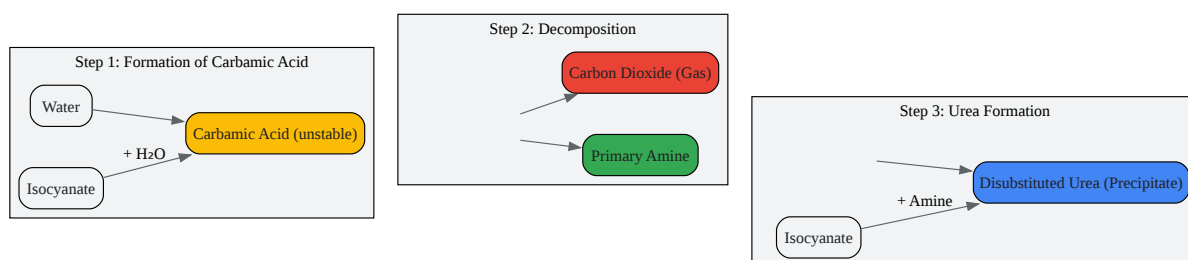 Step 1: Formation of Carbamic Acid
Water
Carbamic Acid (unstable)
+ H₂O
Isocyanate
Step 2: Decomposition
Carbon Dioxide (Gas)
Primary Amine
Step 3: Urea Formation
Disubstituted Urea (Precipitate)
+ Amine
Isocyanate